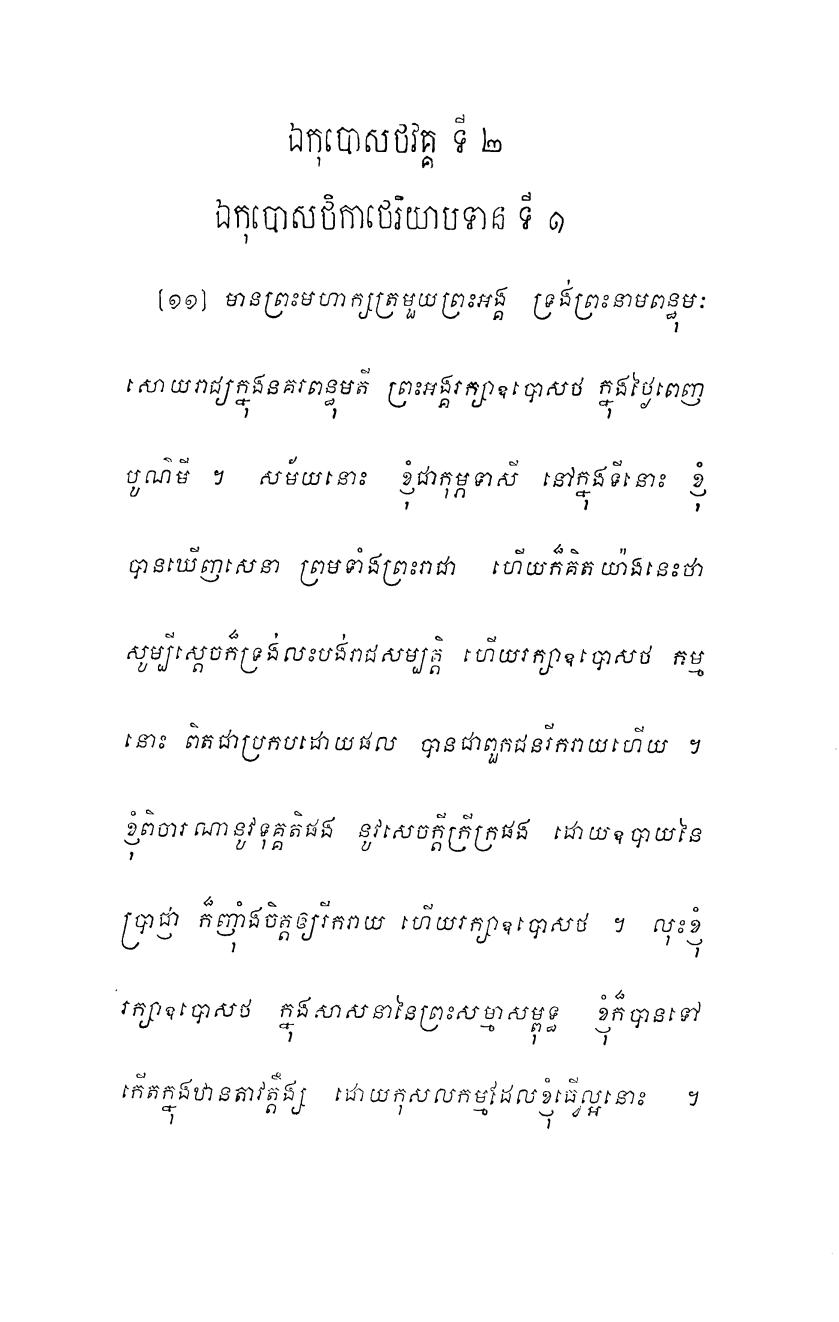 ឯកុបោសថវគ្គ ទី ២
ឯកុបោសថិកាថេរិយាបទាន ទី ១
(១១) មានព្រះមហាក្សត្រមួយព្រះអង្គ ទ្រង់ព្រះនាមពន្ធុមៈ
សោយរាជ្យក្នុងនគរពន្ធុមតី ព្រះអង្គរក្សាឧបោសថ ក្នុងថ្ងៃពេញ
បូណ៌មី ។ សម័យនោះ ខ្ញុំជាកុម្ភទាសី នៅក្នុងទីនោះ ខ្ញុំ
បានឃើញសេនា ព្រមទាំងព្រះរាជា ហើយក៏គិតយ៉ាងនេះថា
សូម្បីស្តេចក៏ទ្រង់លះបង់រាជសម្បត្តិ ហើយរក្សាឧបោសថ កម្ម
នោះ ពិតជាប្រកបដោយផល បានជាពួកជនរីករាយហើយ ។
ខ្ញុំពិចារណានូវទុគ្គតិផង នូវសេចក្តីក្រីក្រផង ដោយឧបាយនៃ
ប្រាជ្ញា ក៏ញុំាងចិត្តឲ្យរីករាយ ហើយរក្សាឧបោសថ ។ លុះខ្ញុំ
រក្សាឧបោសថ ក្នុងសាសនានៃព្រះសម្មាសម្ពុទ្ធ ខ្ញុំក៏បានទៅ
កើតក្នុងឋានតាវត្តឹង្ស ដោយកុសលកម្មដែលខ្ញុំធ្វើល្អនោះ ។